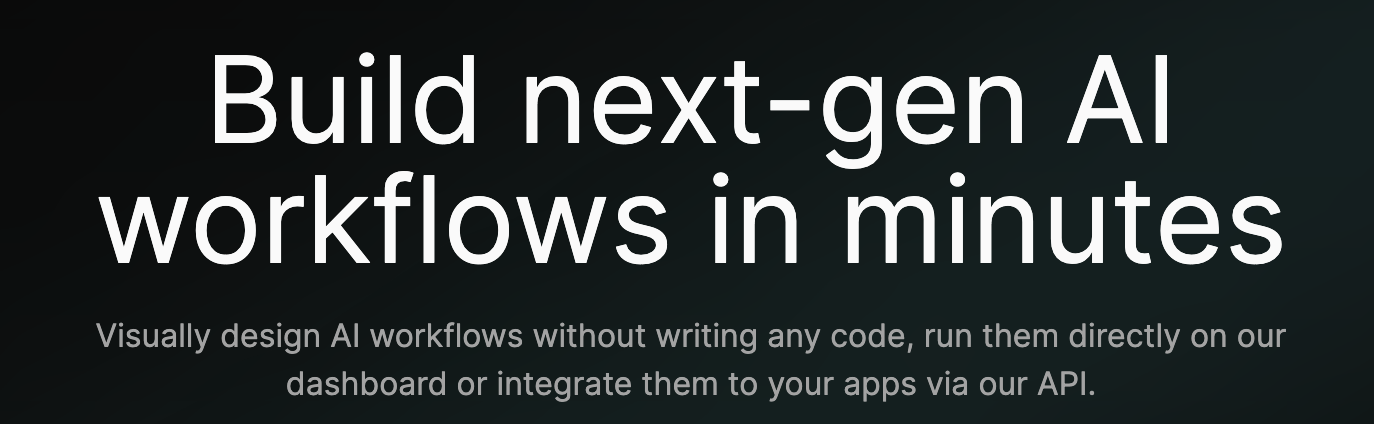 Build next-gen AI
workflows in minutes
Visually design AI workflows without writing any code, run them directly on our
dashboard or integrate them to your apps via our API.